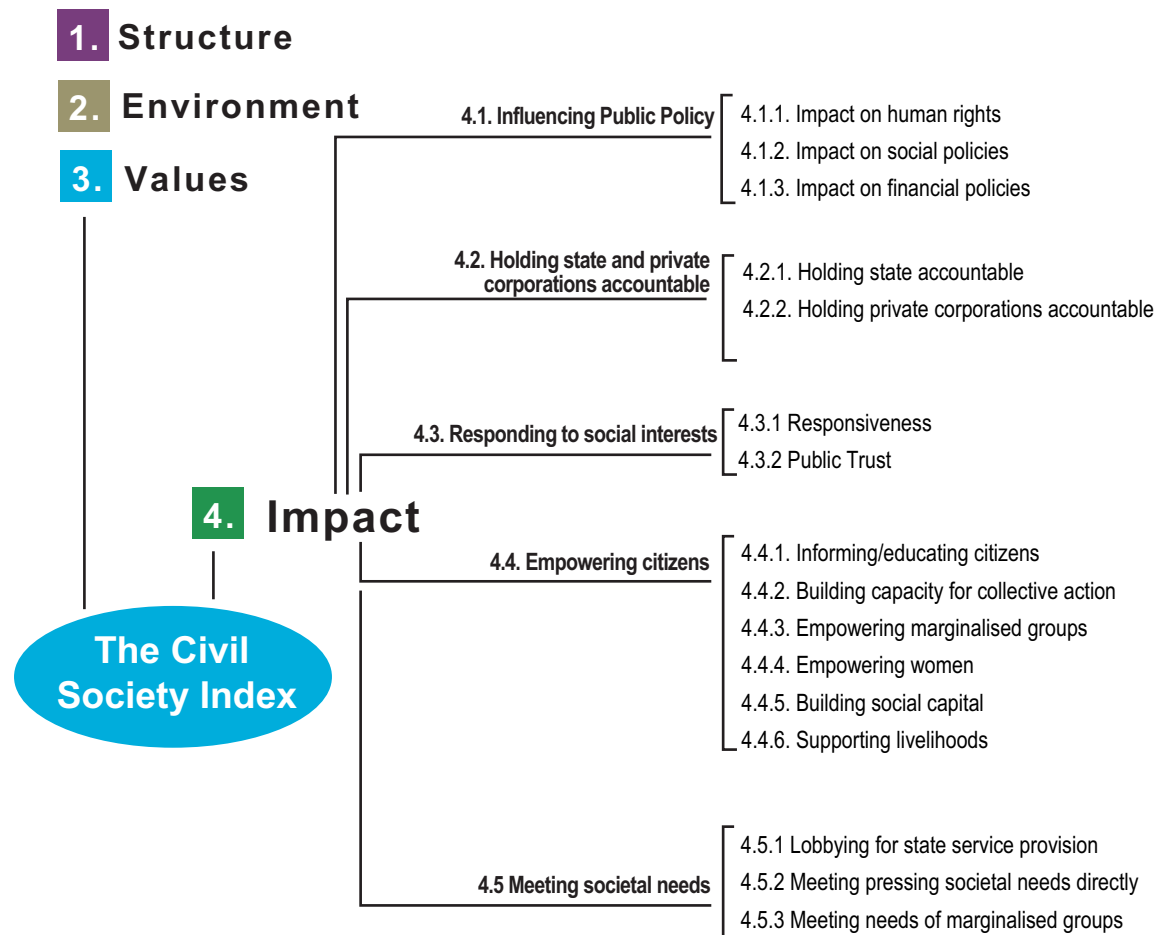 1. Structure
2. Environment
3. Values
4.1. Influencing Public Policy
4.1.1. Impact on human rights
4.1.2. Impact on social policies
4.1.3. Impact on financial policies
4.2. Holding state and private
corporations accountable
4.2.1. Holding state accountable
4.2.2. Holding private corporations accountable
4.3. Responding to social interests
4.3.1 Responsiveness
4.3.2 Public Trust
4. Impact
4.4. Empowering citizens
4.4.1. Informing/educating citizens
4.4.2. Building capacity for collective action
4.4.3. Empowering marginalised groups
4.4.4. Empowering women
4.4.5. Building social capital
4.4.6. Supporting livelihoods
The Civil
Society Index
4.5 Meeting societal needs
4.5.1 Lobbying for state service provision
4.5.2 Meeting pressing societal needs directly
4.5.3 Meeting needs of marginalised groups